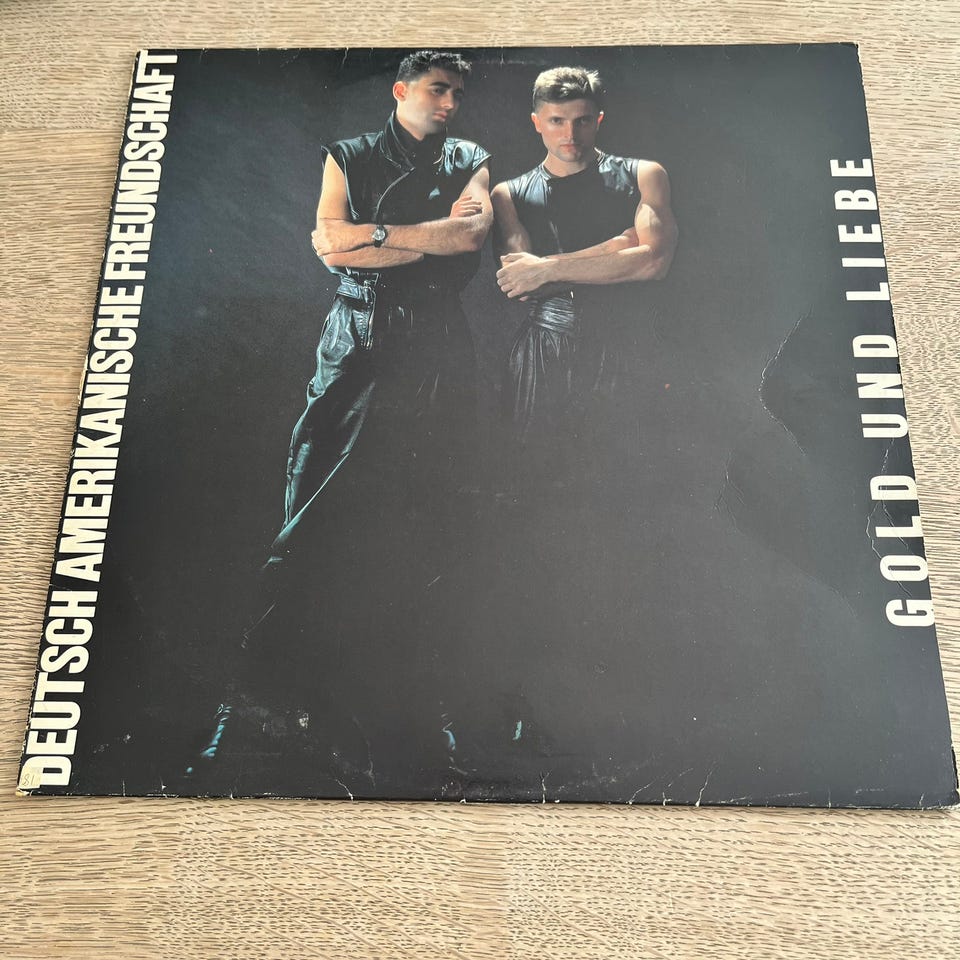 DEUTSCH AMERIKANISCHE FREUNDSCHAFT
GOLD UND LIEBE